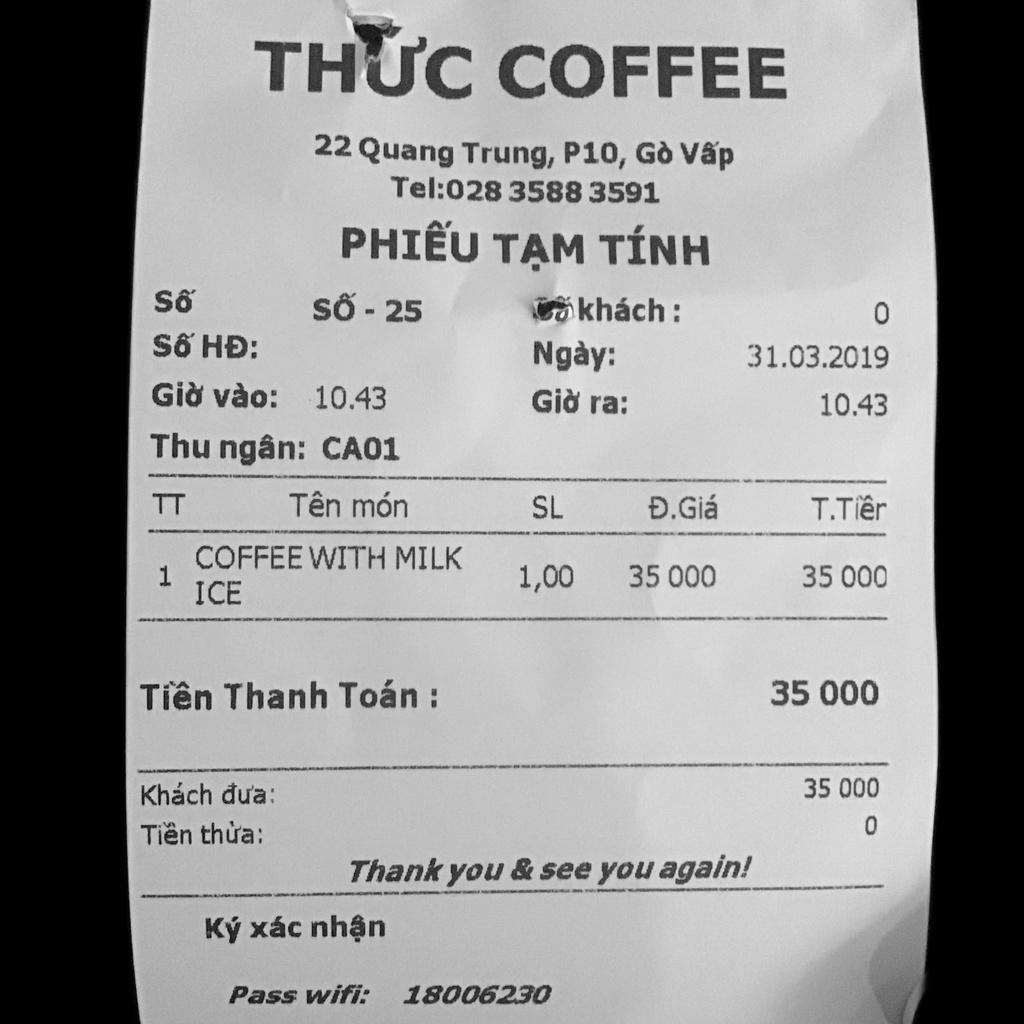 THỨC COFFEE
22 Quang Trung, P10, Gò Vấp
Tel:028 3588 3591
PHIẾU TẠM TÍNH
Số SỐ - 25 Số khách : 0
Số HĐ: Ngày: 31.03.2019
Giờ vào: 10.43 Giờ ra: 10.43
Thu ngân: CA01
TT Tên món SL Đ.Giá T.Tiền
1 COFFEE WITH MILK ICE 1,00 35 000 35 000
Tiền Thanh Toán : 35 000
Khách đưa: 35 000
Tiền thừa: 0
Thank you & see you again!
Ký xác nhận
Pass wifi: 18006230